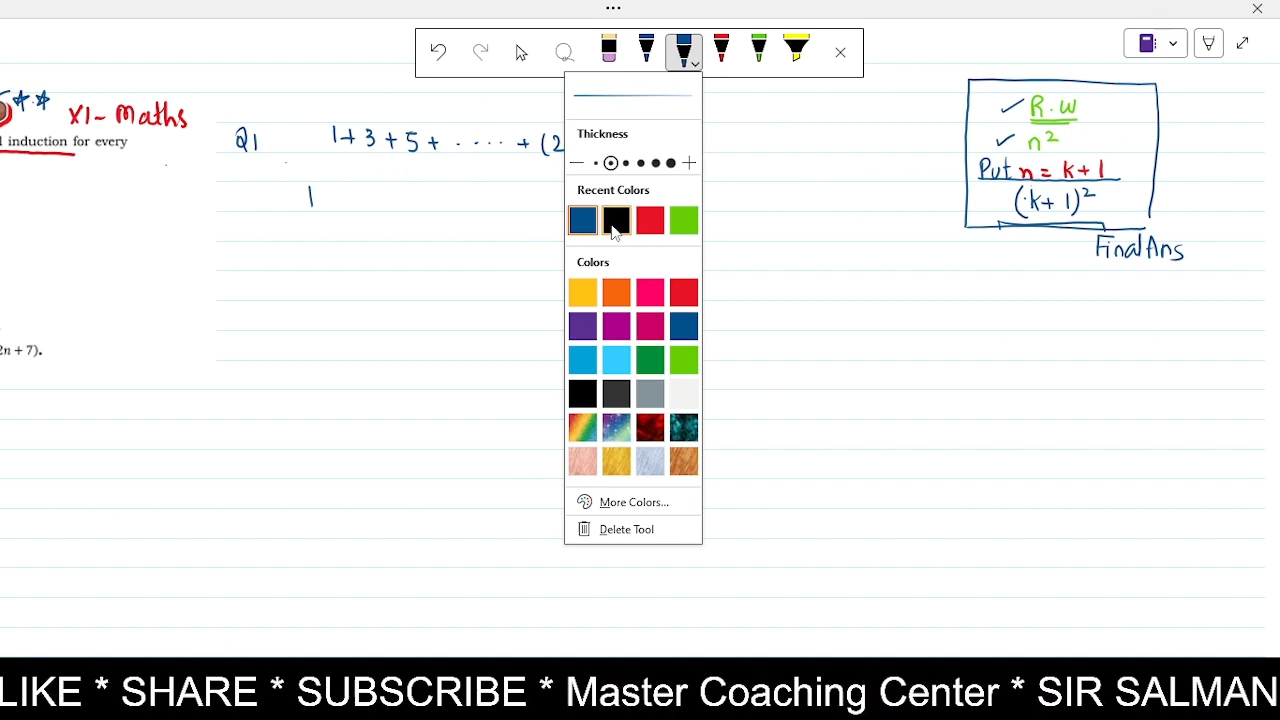 XI - Maths
l induction for every
Q1 1 + 3 + 5 + ..... + (2
1
2n + 7).
Thickness
Recent Colors
Colors
More Colors...
Delete Tool
R.W
n²
Put n = k + 1
(k + 1)²
Final Ans
LIKE * SHARE * SUBSCRIBE * Master Coaching Center * SIR SALMAN